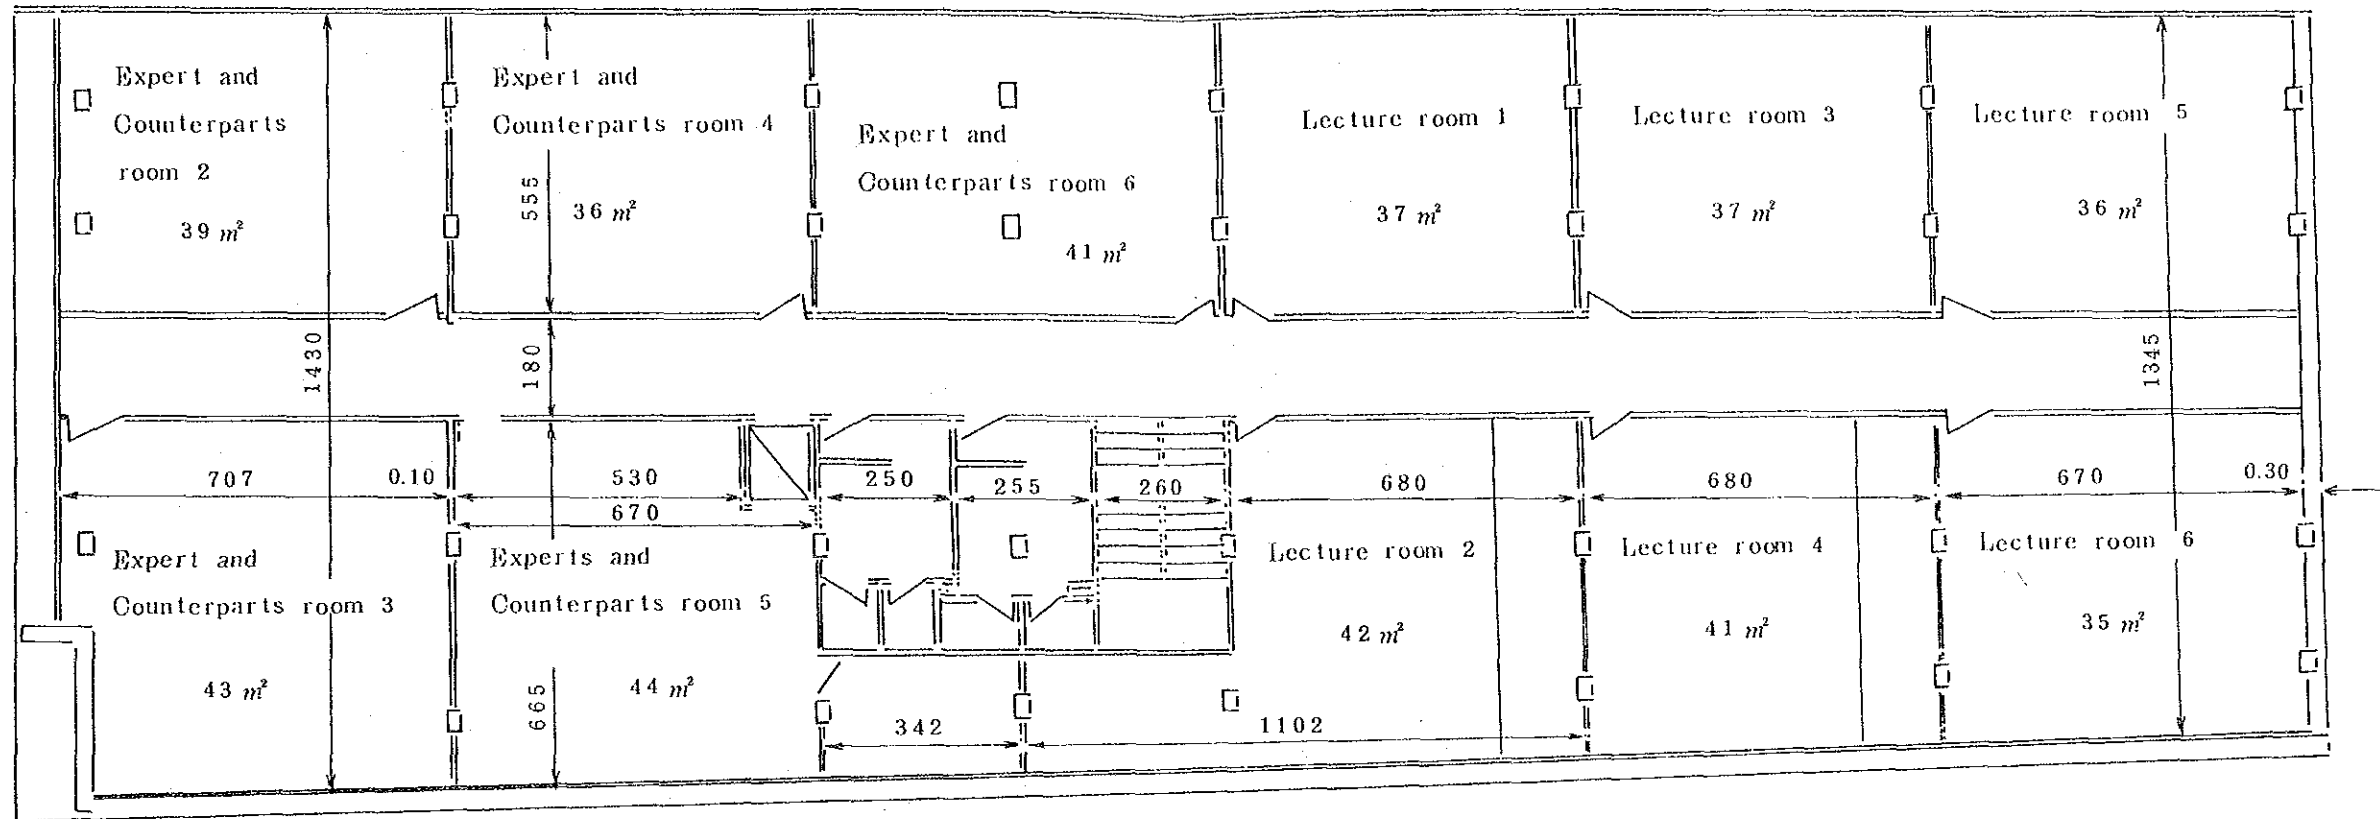 Expert and
Counterparts
room 2
39 m²
Expert and
Counterparts room 4
36 m²
Expert and
Counterparts room 6
41 m²
Lecture room 1
37 m²
Lecture room 3
37 m²
Lecture room 5
36 m²
555
1430
180
1345
707
0.10
530
670
250
255
260
680
680
670
0.30
Expert and
Counterparts room 3
43 m²
Experts and
Counterparts room 5
44 m²
665
342
1102
Lecture room 2
42 m²
Lecture room 4
41 m²
Lecture room 6
35 m²